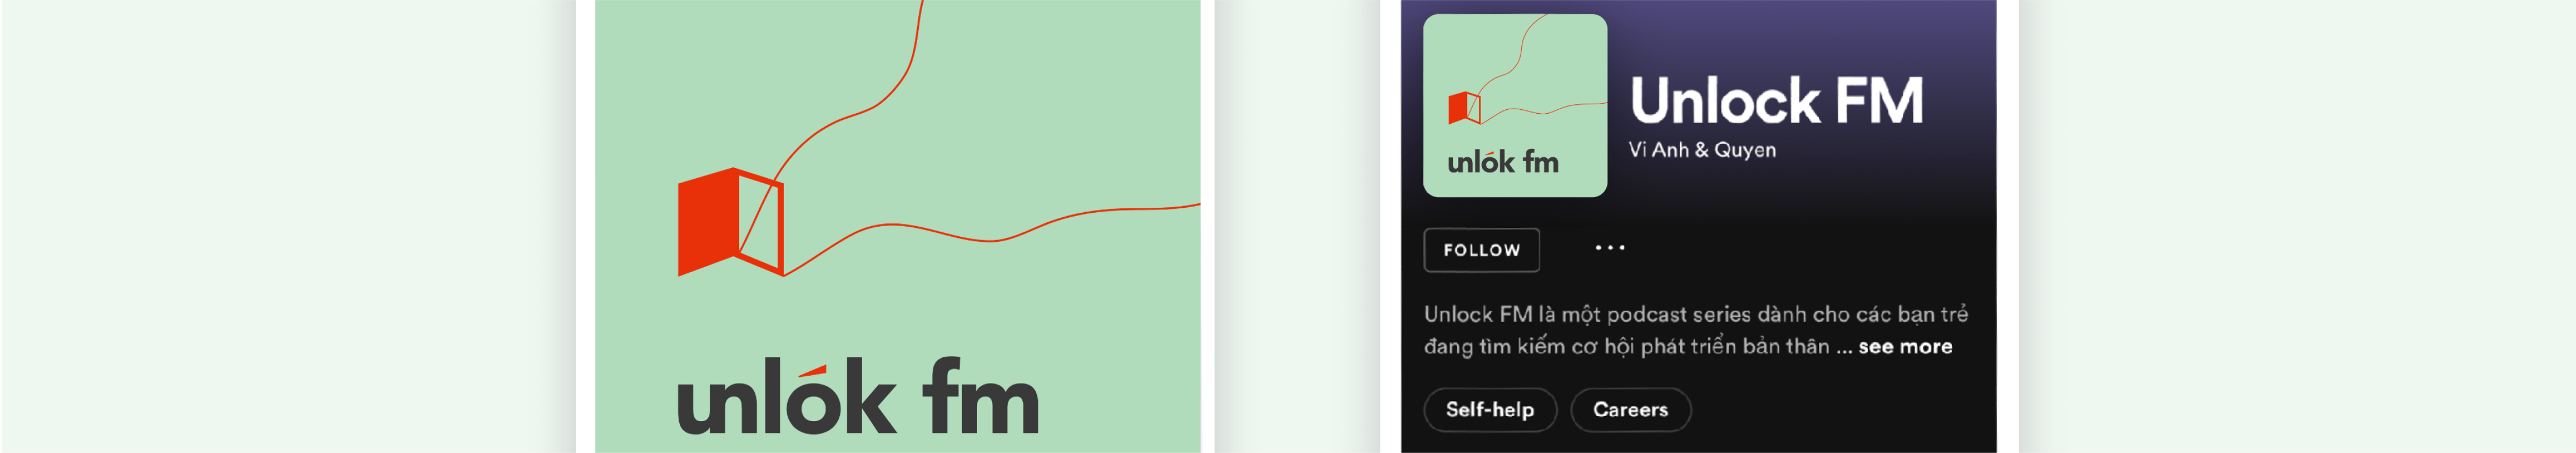 unlók fm
unlók fm
Unlock FM
Vi Anh & Quyen
FOLLOW
...
Unlock FM là một podcast series dành cho các bạn trẻ
đang tìm kiếm cơ hội phát triển bản thân ... see more
Self-help
Careers